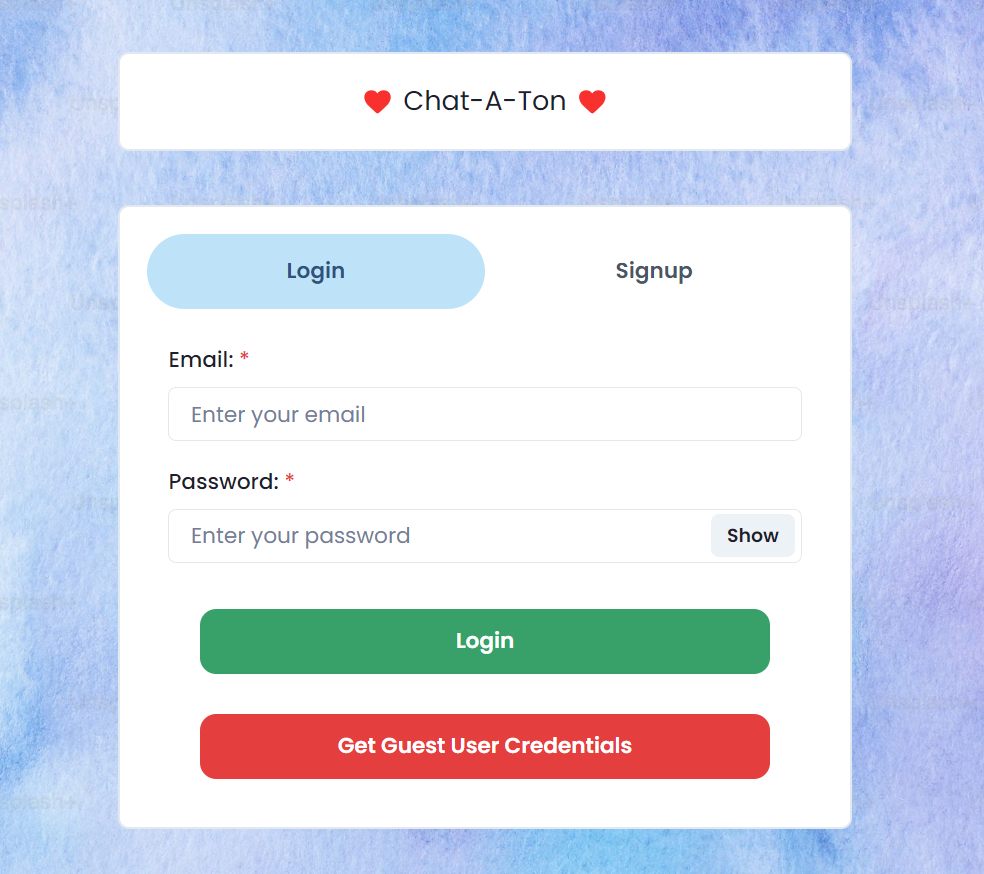 ❤️ Chat-A-Ton ❤️
Login Signup
Email: *
Enter your email
Password: *
Enter your password Show
Login
Get Guest User Credentials